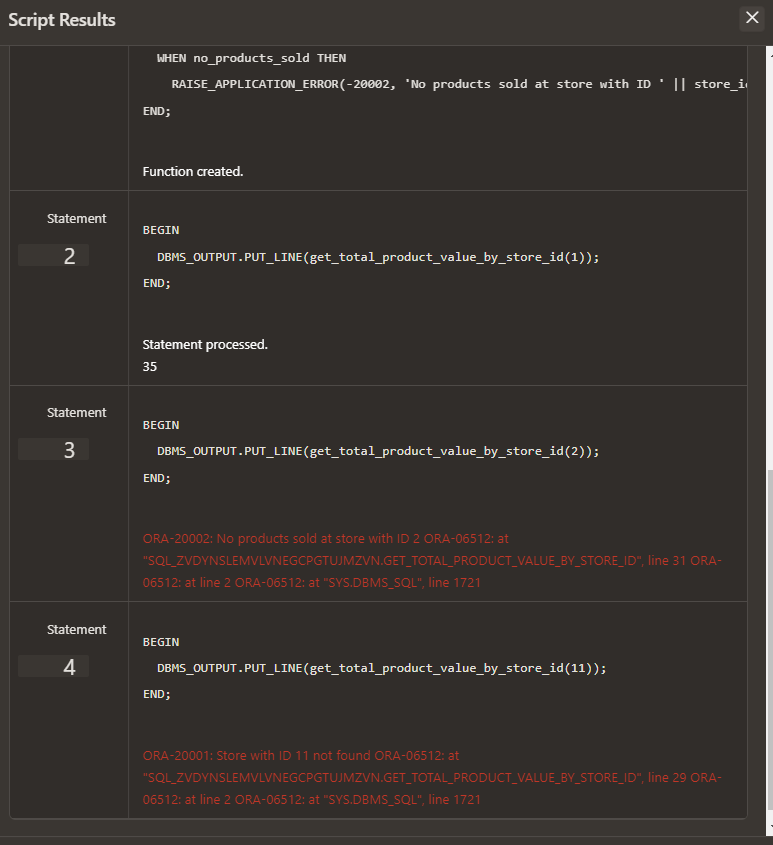 Script Results
WHEN no_products_sold THEN
RAISE_APPLICATION_ERROR(-20002, 'No products sold at store with ID ' || store_i
END;
Function created.
Statement
2
BEGIN
DBMS_OUTPUT.PUT_LINE(get_total_product_value_by_store_id(1));
END;
Statement processed.
35
Statement
3
BEGIN
DBMS_OUTPUT.PUT_LINE(get_total_product_value_by_store_id(2));
END;
ORA-20002: No products sold at store with ID 2 ORA-06512: at
"SQL_ZVDYNSLEMVLVNEGCPGTUJMZVN.GET_TOTAL_PRODUCT_VALUE_BY_STORE_ID", line 31 ORA-
06512: at line 2 ORA-06512: at "SYS.DBMS_SQL", line 1721
Statement
4
BEGIN
DBMS_OUTPUT.PUT_LINE(get_total_product_value_by_store_id(11));
END;
ORA-20001: Store with ID 11 not found ORA-06512: at
"SQL_ZVDYNSLEMVLVNEGCPGTUJMZVN.GET_TOTAL_PRODUCT_VALUE_BY_STORE_ID", line 29 ORA-
06512: at line 2 ORA-06512: at "SYS.DBMS_SQL", line 1721